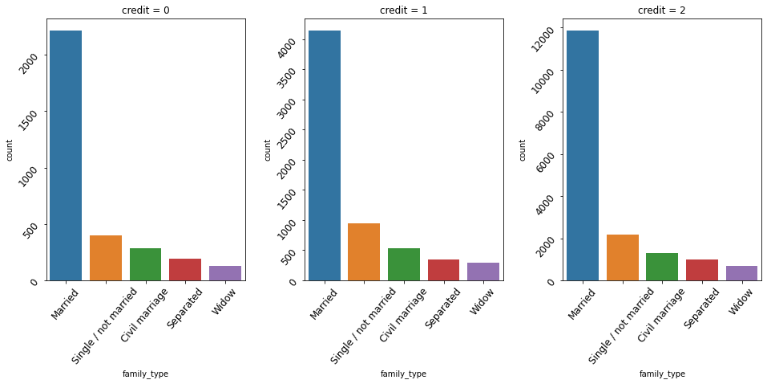 credit = 0
count
2000
1500
1000
500
0
Married
Single / not married
Civil marriage
Separated
Widow
family_type
credit = 1
count
4000
3500
3000
2500
2000
1500
1000
500
0
Married
Single / not married
Civil marriage
Separated
Widow
family_type
credit = 2
count
12000
10000
8000
6000
4000
2000
0
Married
Single / not married
Civil marriage
Separated
Widow
family_type